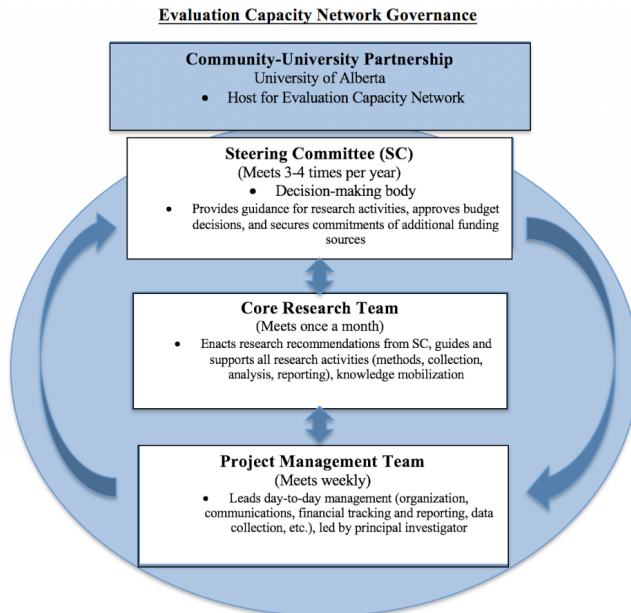 Evaluation Capacity Network Governance
Community-University Partnership
University of Alberta
• Host for Evaluation Capacity Network
Steering Committee (SC)
(Meets 3-4 times per year)
• Decision-making body
• Provides guidance for research activities, approves budget
decisions, and secures commitments of additional funding
sources
Core Research Team
(Meets once a month)
• Enacts research recommendations from SC, guides and
supports all research activities (methods, collection,
analysis, reporting), knowledge mobilization
Project Management Team
(Meets weekly)
• Leads day-to-day management (organization,
communications, financial tracking and reporting, data
collection, etc.), led by principal investigator